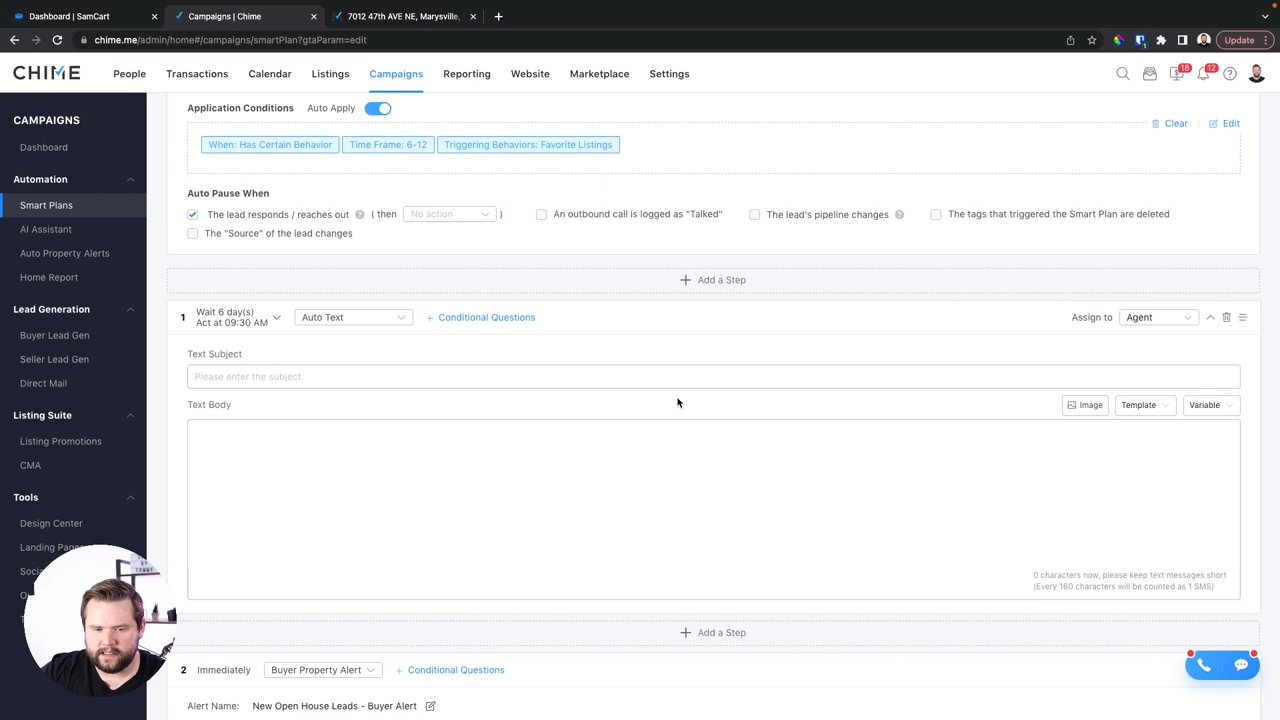 Dashboard | SamCart
Campaigns | Chime
7012 47th AVE NE, Marysville,
chime.me/admin/home#/campaigns/smartPlan?gtaParam=edit
Update
CHIME
People
Transactions
Calendar
Listings
Campaigns
Reporting
Website
Marketplace
Settings
18
12
CAMPAIGNS
Dashboard
Automation
Smart Plans
AI Assistant
Auto Property Alerts
Home Report
Lead Generation
Buyer Lead Gen
Seller Lead Gen
Direct Mail
Listing Suite
Listing Promotions
CMA
Tools
Design Center
Landing Pages
Application Conditions Auto Apply
Clear Edit
When: Has Certain Behavior Time Frame: 6-12 Triggering Behaviors: Favorite Listings
Auto Pause When
The lead responds / reaches out ( then No action ) An outbound call is logged as "Talked" The lead's pipeline changes The tags that triggered the Smart Plan are deleted
The "Source" of the lead changes
Add a Step
1 Wait 6 day(s)
Act at 09:30 AM
Auto Text
Conditional Questions
Assign to Agent
Text Subject
Please enter the subject
Text Body Image Template Variable
0 characters now, please keep text messages short
(Every 160 characters will be counted as 1 SMS)
Add a Step
2 Immediately Buyer Property Alert Conditional Questions
Alert Name: New Open House Leads - Buyer Alert